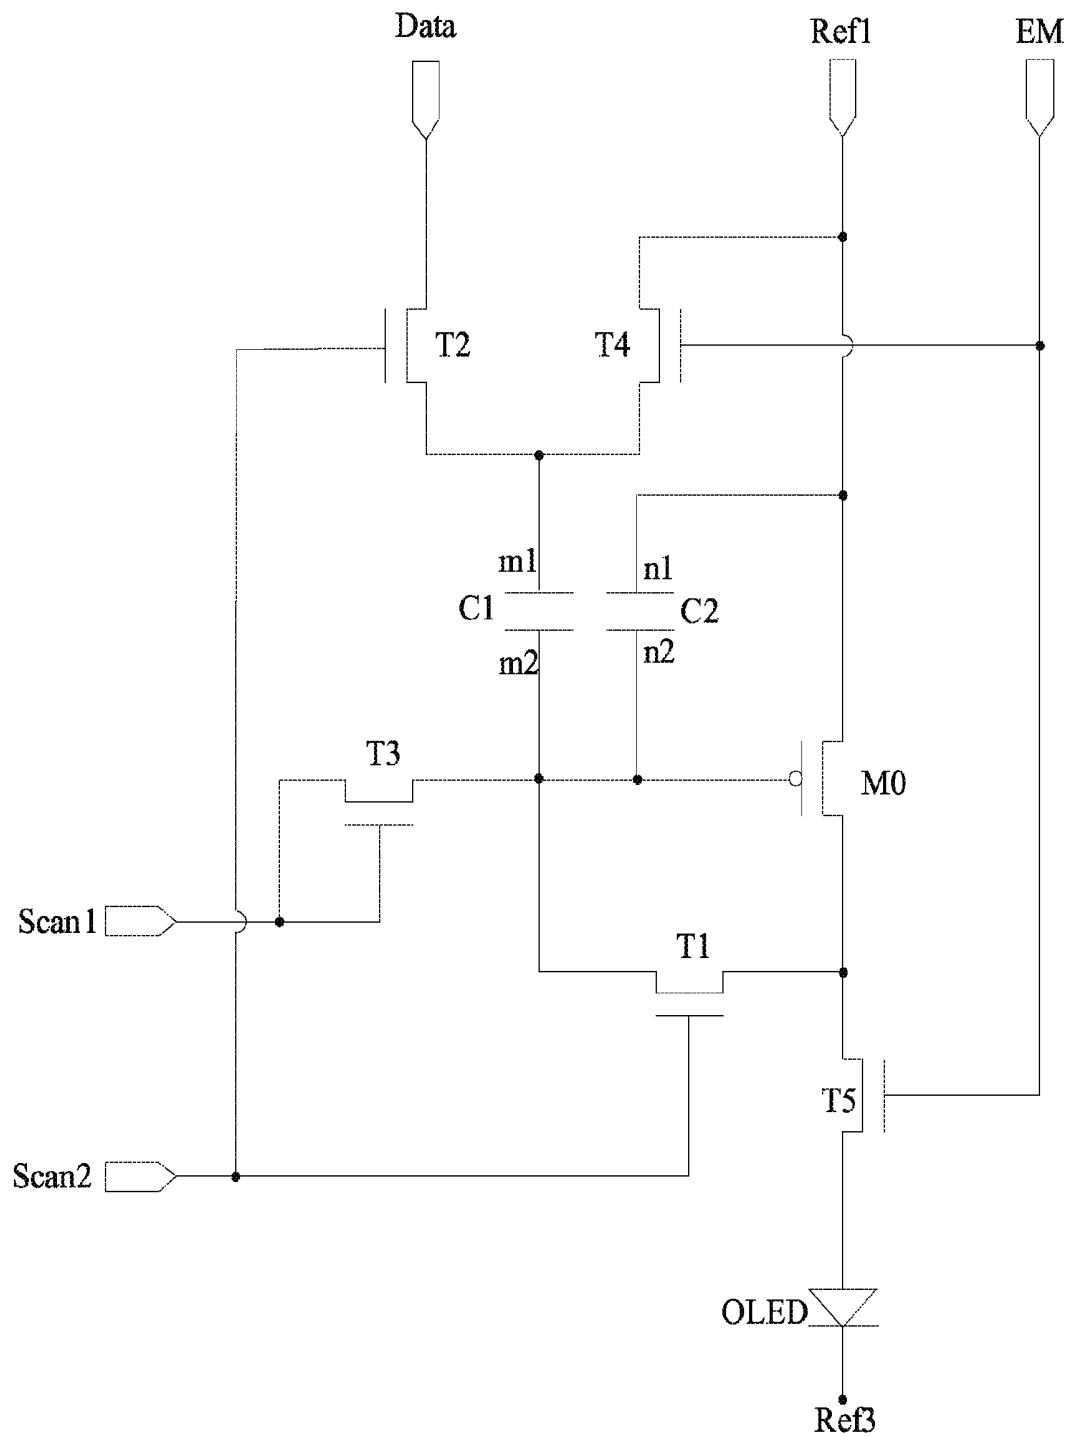 Data
Ref1
EM
T2
T4
m1
n1
C1
C2
m2
n2
T3
M0
Scan1
T1
T5
Scan2
OLED
Ref3